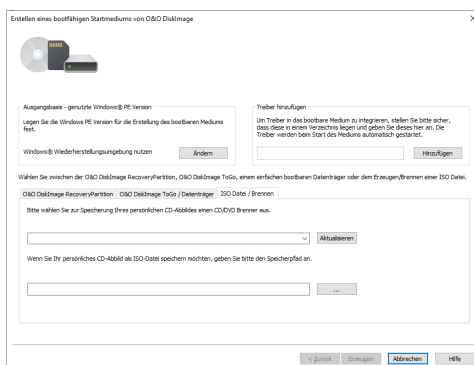 Erstellen eines bootfähigen Startmediums von O&O DiskImage
Ausgangsbasis - genutzte Windows® PE Version
Legen Sie die Windows PE Version für die Erstellung des bootbaren Mediums
fest.
Windows® Wiederherstellungsumgebung nutzen
Ändern
Treiber hinzufügen
Um Treiber in das bootbare Medium zu integrieren, stellen Sie bitte sicher,
dass diese in einem Verzeichnis liegen und geben Sie dieses hier an. Die
Treiber werden beim Start des Mediums automatisch gestartet.
Hinzufügen
Wählen Sie zwischen der O&O DiskImage RecoveryPartition, O&O DiskImage ToGo, einem einfachen bootbaren Datenträger oder dem Erzeugen/Brennen einer ISO Datei.
O&O DiskImage RecoveryPartition O&O DiskImage ToGo / Datenträger ISO Datei / Brennen
Bitte wählen Sie zur Speicherung Ihres persönlichen CD-Abbildes einen CD/DVD Brenner aus.
Aktualisieren
Wenn Sie Ihr persönliches CD-Abbild als ISO-Datei speichern möchten, geben Sie bitte den Speicherpfad an.
...
< Zurück Erzeugen Abbrechen Hilfe